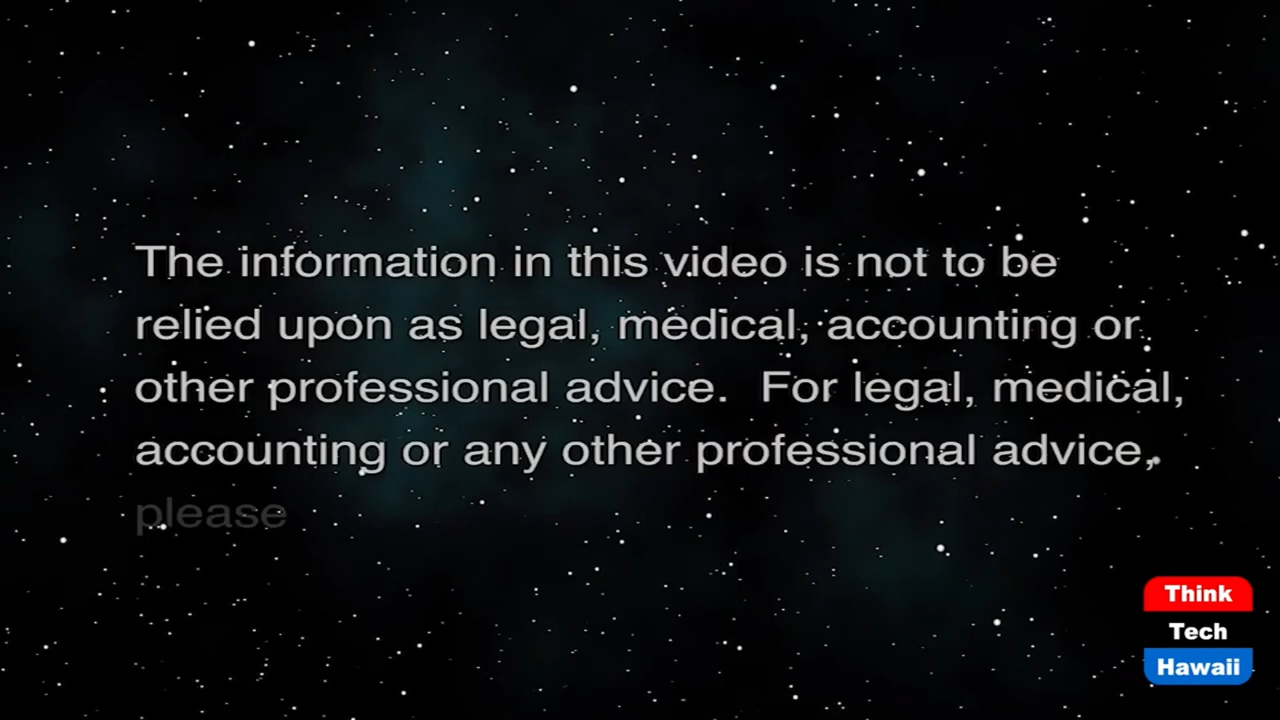 The information in this video is not to be
relied upon as legal, medical, accounting or
other professional advice.  For legal, medical,
accounting or any other professional advice,
please
Think
Tech
Hawaii